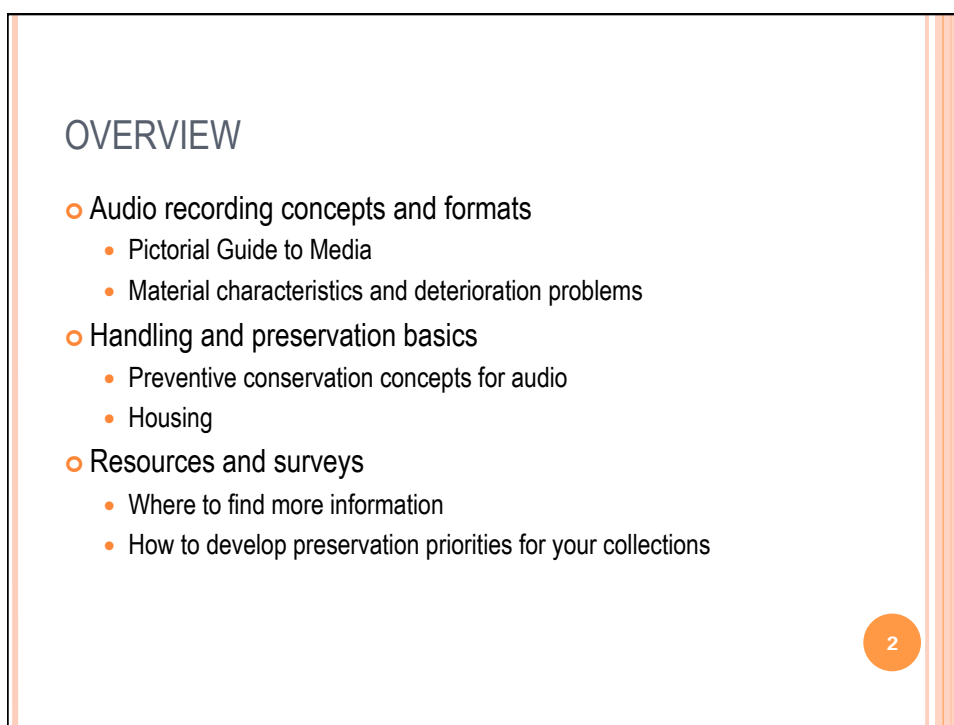 OVERVIEW
Audio recording concepts and formats
Pictorial Guide to Media
Material characteristics and deterioration problems
Handling and preservation basics
Preventive conservation concepts for audio
Housing
Resources and surveys
Where to find more information
How to develop preservation priorities for your collections
2